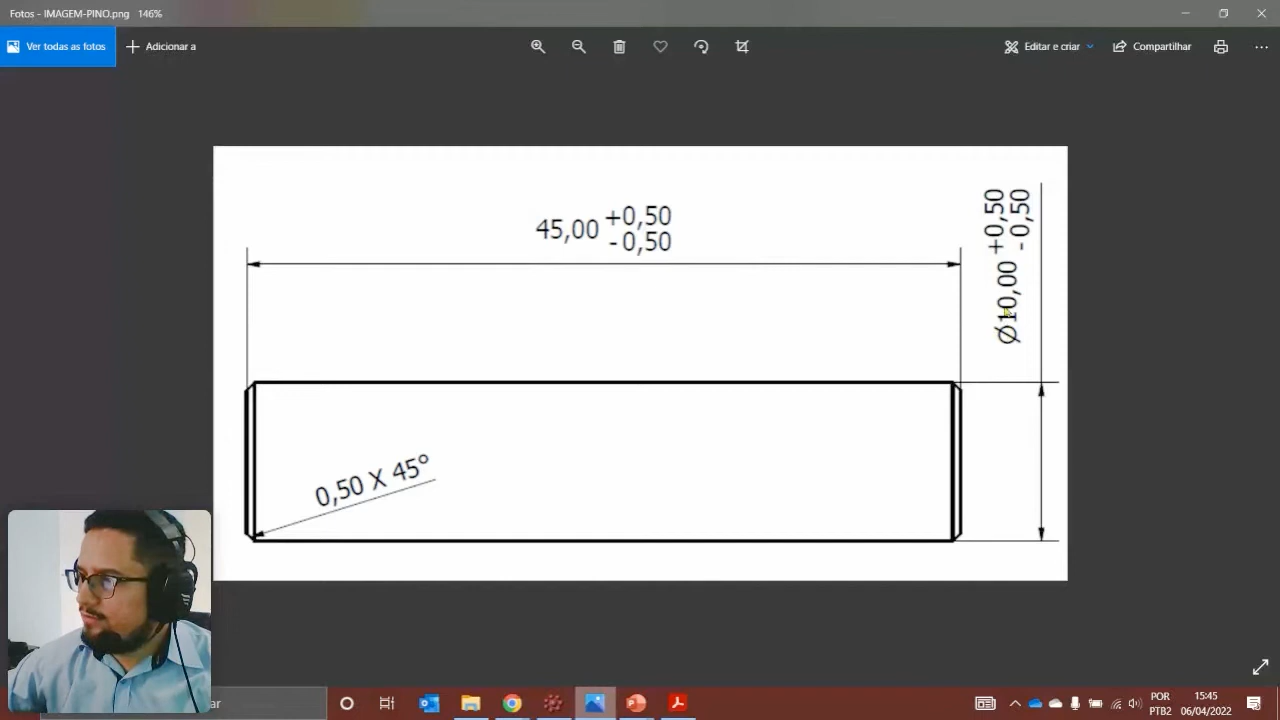 Fotos - IMAGEM-PINO.png 146%
Ver todas as fotos
Adicionar a
Editar e criar
Compartilhar
45,00 +0,50
- 0,50
Ø10,00 +0,50
- 0,50
0,50 X 45°
ar
POR
PTB2
15:45
06/04/2022